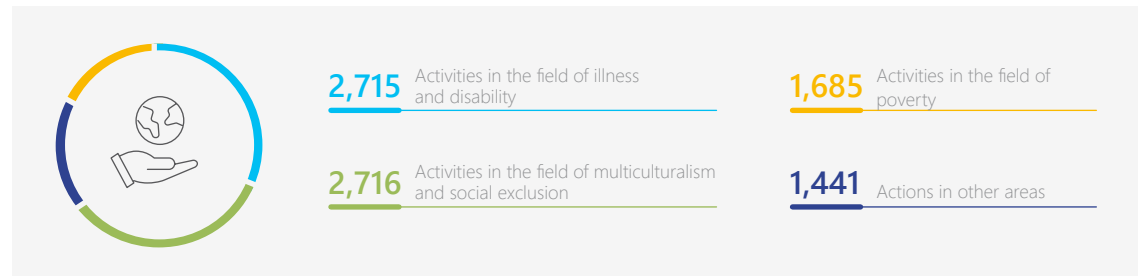 2,715
Activities in the field of illness
and disability
1,685
Activities in the field of
poverty
2,716
Activities in the field of multiculturalism
and social exclusion
1,441
Actions in other areas